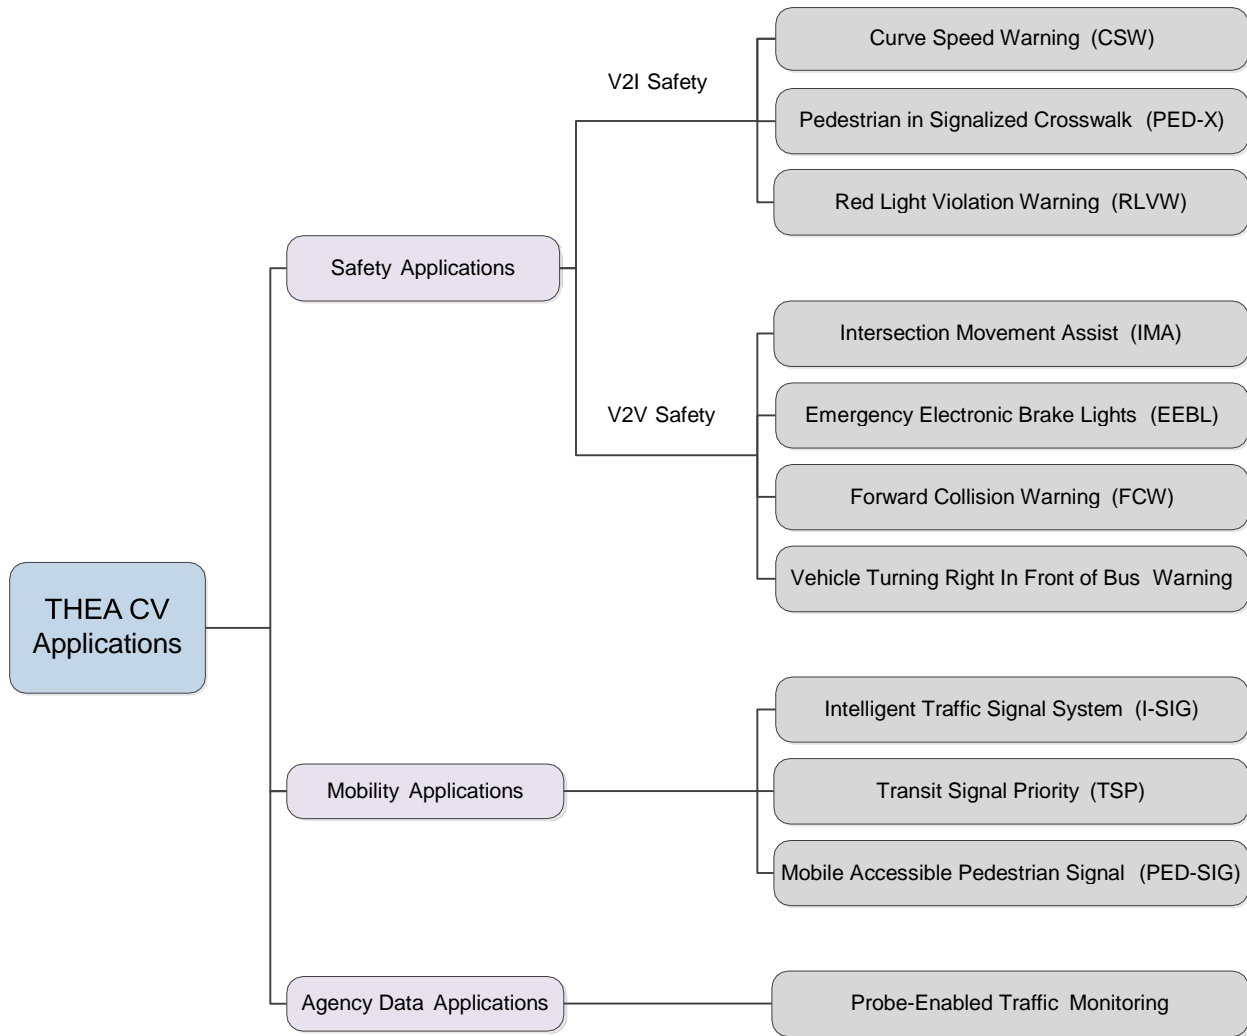 Curve Speed Warning (CSW)
V2I Safety
Pedestrian in Signalized Crosswalk (PED-X)
Red Light Violation Warning (RLVW)
Safety Applications
Intersection Movement Assist (IMA)
V2V Safety
Emergency Electronic Brake Lights (EEBL)
Forward Collision Warning (FCW)
Vehicle Turning Right In Front of Bus Warning
THEA CV
Applications
Intelligent Traffic Signal System (I-SIG)
Mobility Applications
Transit Signal Priority (TSP)
Mobile Accessible Pedestrian Signal (PED-SIG)
Agency Data Applications
Probe-Enabled Traffic Monitoring